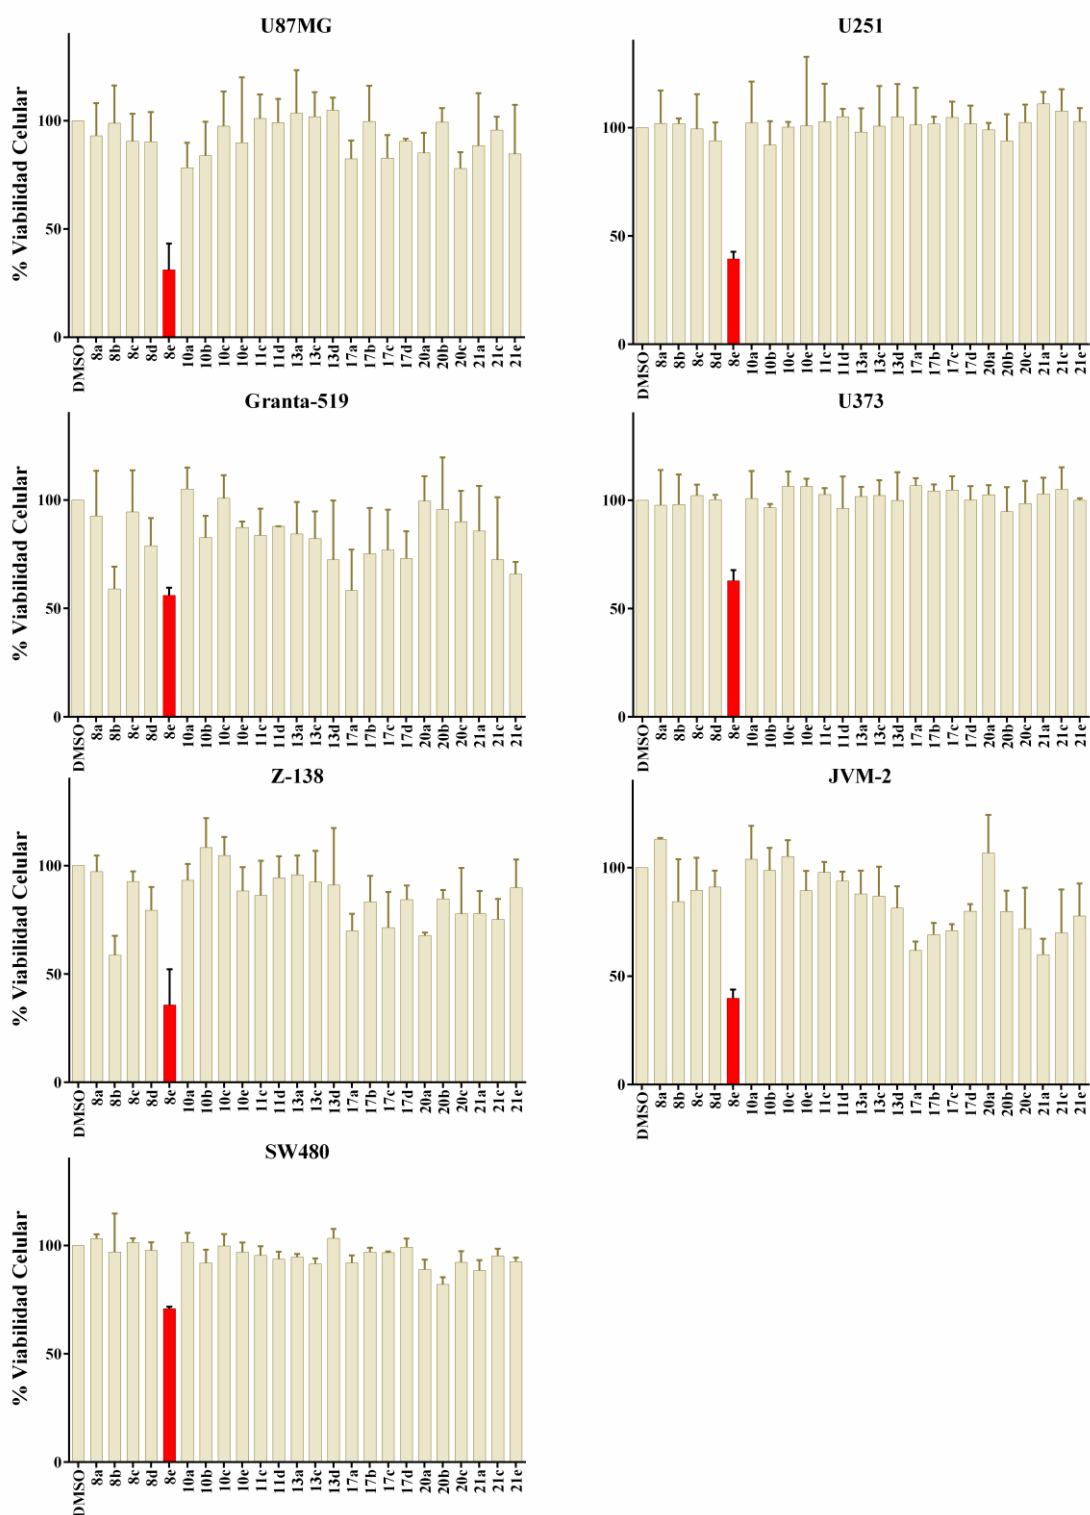 U87MG
% Viabilidad Celular
100
50
0
DMSO 8a 8b 8c 8d 8e 10a 10b 10c 10e 11c 11d 13a 13c 13d 17a 17b 17c 17d 20a 20b 20c 21a 21c 21e
U251
100
50
0
DMSO 8a 8b 8c 8d 8e 10a 10b 10c 10e 11c 11d 13a 13c 13d 17a 17b 17c 17d 20a 20b 20c 21a 21c 21e
Granta-519
% Viabilidad Celular
100
50
0
DMSO 8a 8b 8c 8d 8e 10a 10b 10c 10e 11c 11d 13a 13c 13d 17a 17b 17c 17d 20a 20b 20c 21a 21c 21e
U373
100
50
0
DMSO 8a 8b 8c 8d 8e 10a 10b 10c 10e 11c 11d 13a 13c 13d 17a 17b 17c 17d 20a 20b 20c 21a 21c 21e
Z-138
% Viabilidad Celular
100
50
0
DMSO 8a 8b 8c 8d 8e 10a 10b 10c 10e 11c 11d 13a 13c 13d 17a 17b 17c 17d 20a 20b 20c 21a 21c 21e
JVM-2
100
50
0
DMSO 8a 8b 8c 8d 8e 10a 10b 10c 10e 11c 11d 13a 13c 13d 17a 17b 17c 17d 20a 20b 20c 21a 21c 21e
SW480
% Viabilidad Celular
100
50
0
DMSO 8a 8b 8c 8d 8e 10a 10b 10c 10e 11c 11d 13a 13c 13d 17a 17b 17c 17d 20a 20b 20c 21a 21c 21e